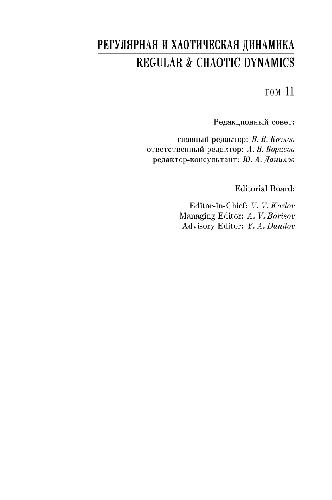 РЕГУЛЯРНАЯ И ХАОТИЧЕСКАЯ ДИНАМИКА
REGULAR & CHAOTIC DYNAMICS
ТОМ 11
Редакционный совет:
главный редактор: В. В. Козлов
ответственный редактор: А. В. Борисов
редактор-консультант: Ю. А. Данилов
Editorial Board:
Editor-in-Chief: V. V. Kozlov
Managing Editor: A. V. Borisov
Advisory Editor: Y. A. Danilov